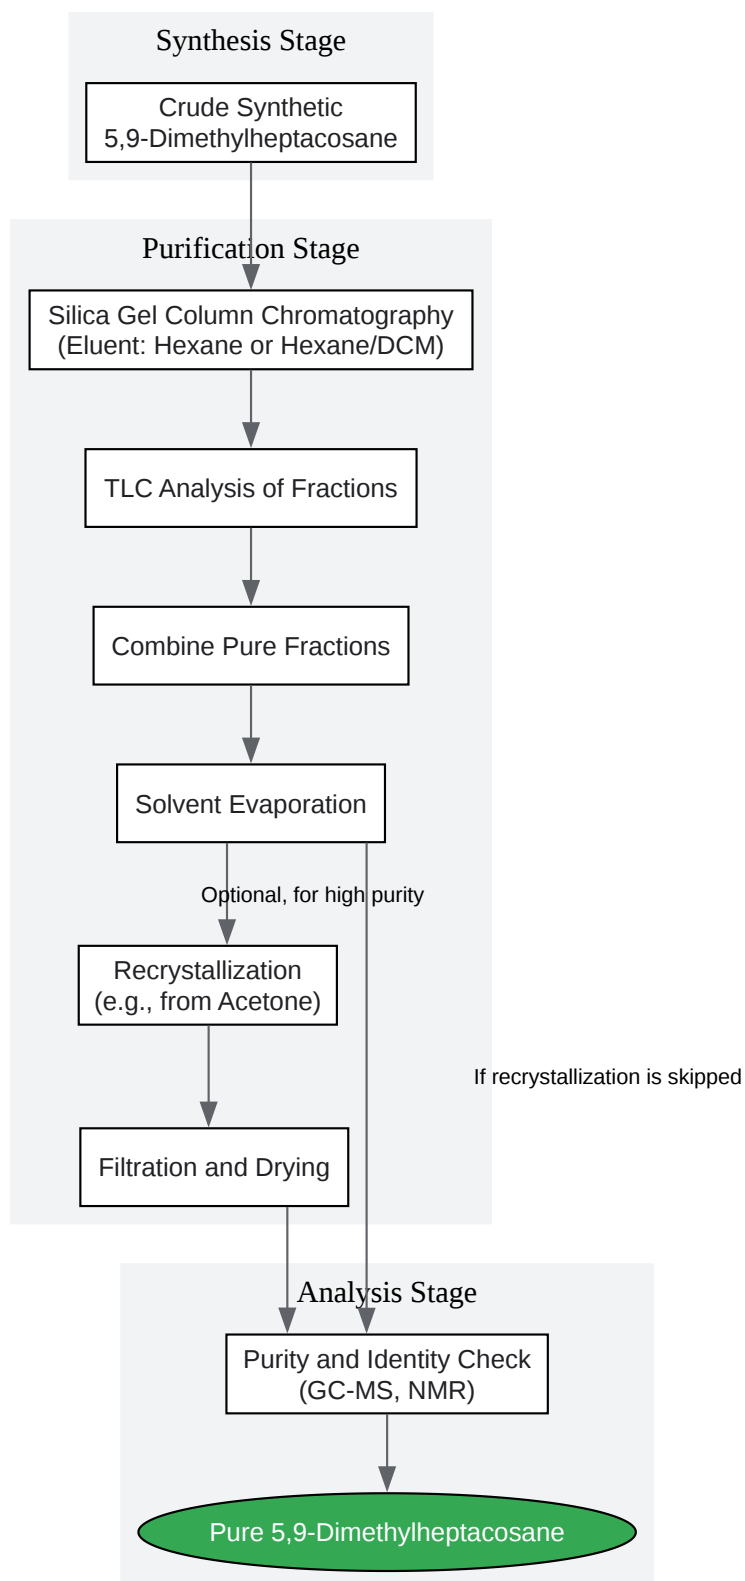 Synthesis Stage
Crude Synthetic
5,9-Dimethylheptacosane
Purification Stage
Silica Gel Column Chromatography
(Eluent: Hexane or Hexane/DCM)
TLC Analysis of Fractions
Combine Pure Fractions
Solvent Evaporation
Optional, for high purity
Recrystallization
(e.g., from Acetone)
If recrystallization is skipped
Filtration and Drying
Analysis Stage
Purity and Identity Check
(GC-MS, NMR)
Pure 5,9-Dimethylheptacosane